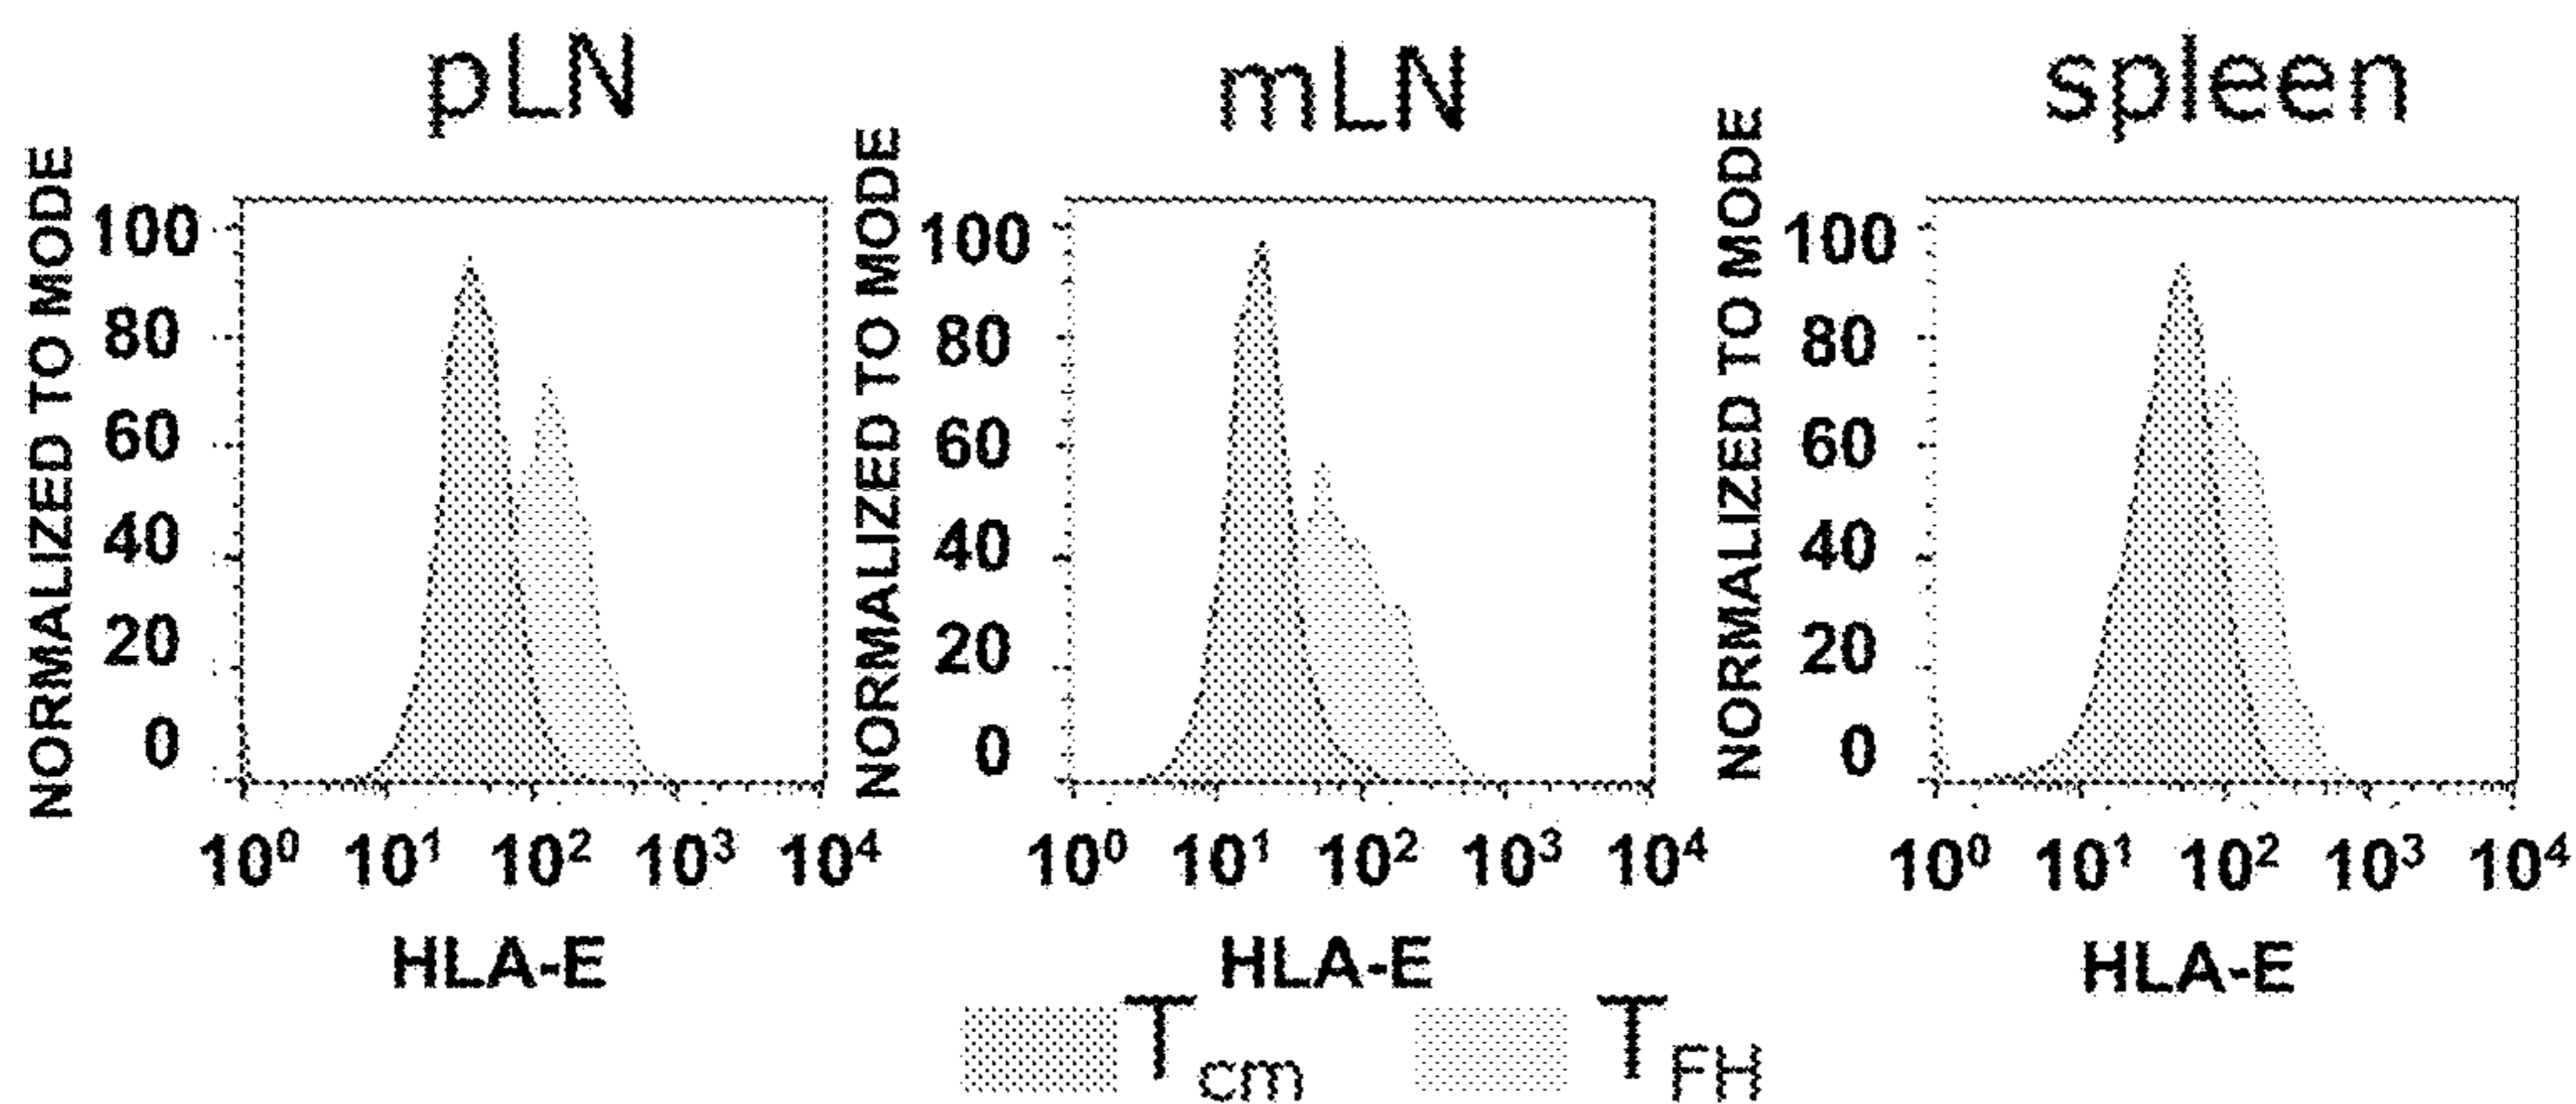 pLN
NORMALIZED TO MODE
100
80
60
40
20
0
10⁰ 10¹ 10² 10³ 10⁴
HLA-E
mLN
NORMALIZED TO MODE
100
80
60
40
20
0
10⁰ 10¹ 10² 10³ 10⁴
HLA-E
spleen
NORMALIZED TO MODE
100
80
60
40
20
0
10⁰ 10¹ 10² 10³ 10⁴
HLA-E
Tcm TFH